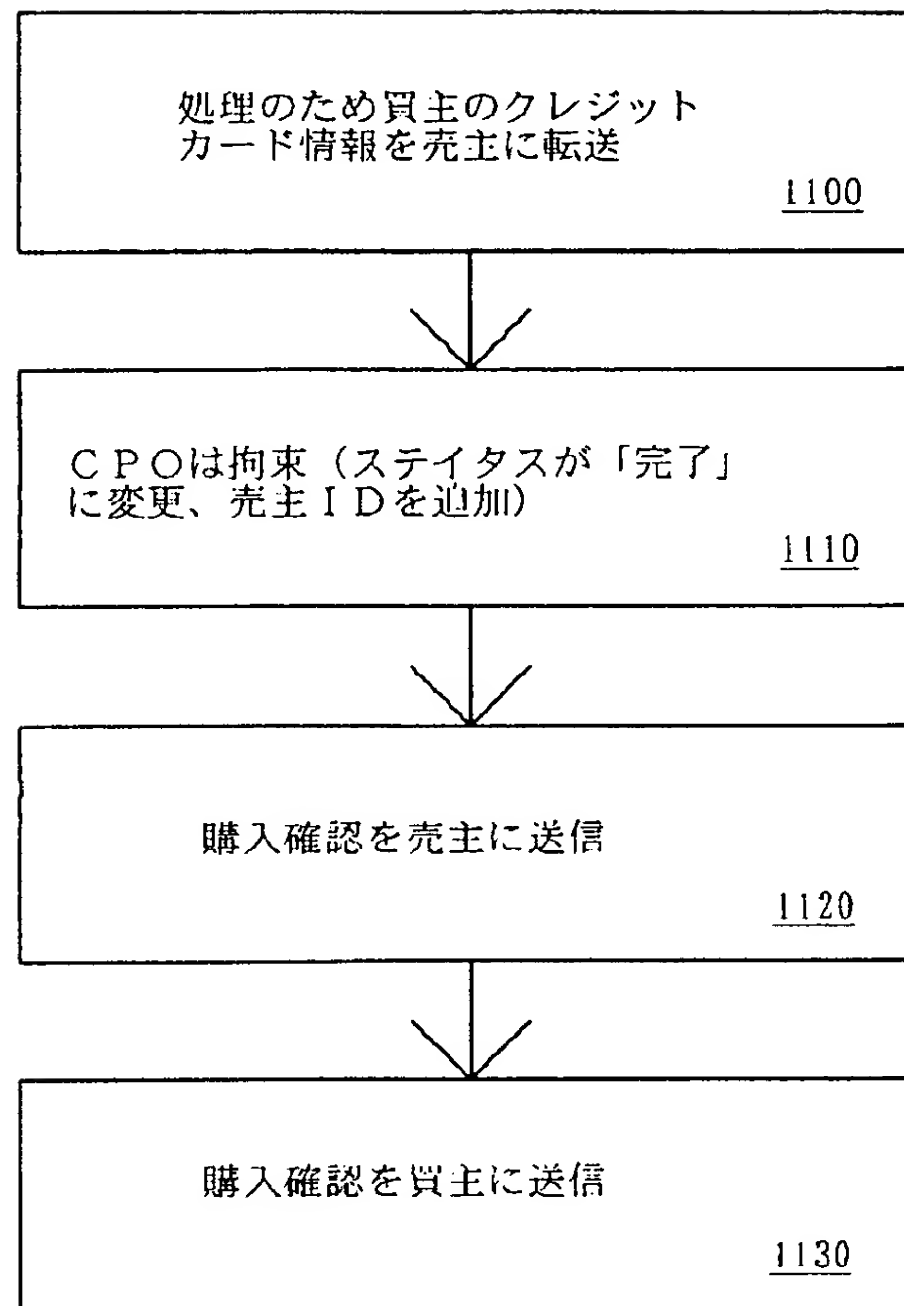 処理のため買主のクレジット
カード情報を売主に転送
1100
ＣＰＯは拘束（ステイタスが「完了」
に変更、売主ＩＤを追加）
1110
購入確認を売主に送信
1120
購入確認を買主に送信
1130